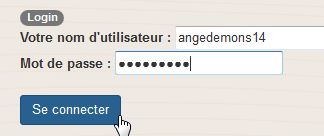 Login
Votre nom d'utilisateur : angedemons14
Mot de passe : ●●●●●●●●●
Se connecter